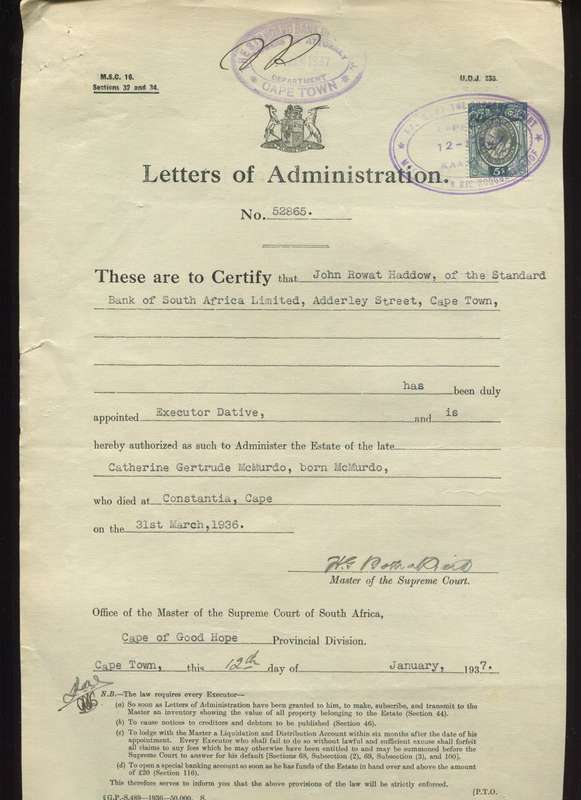 M.S.C. 16.
Sections 32 and 34.
U.D.J. 233.
DEPARTMENT
CAPE TOWN
12-
Letters of Administration.
No. 52865.
These are to Certify that John Rowat Haddow, of the Standard
Bank of South Africa Limited, Adderley Street, Cape Town,
has been duly
appointed Executor Dative, and is
hereby authorized as such to Administer the Estate of the late
Catherine Gertrude McMurdo, born McMurdo,
who died at Constantia, Cape
on the 31st March,1936.
Master of the Supreme Court.
Office of the Master of the Supreme Court of South Africa,
Cape of Good Hope Provincial Division.
Cape Town, this 12th day of January, 1937.
N.B.—The law requires every Executor—
(a) So soon as Letters of Administration have been granted to him, to make, subscribe, and transmit to the
Master an inventory showing the value of all property belonging to the Estate (Section 44).
(b) To cause notices to creditors and debtors to be published (Section 46).
(c) To lodge with the Master a Liquidation and Distribution Account within six months after the date of his
appointment. Every Executor who shall fail to do so without lawful and sufficient excuse shall forfeit
all claims to any fees which he may otherwise have been entitled to and may be summoned before the
Supreme Court to answer for his default [Sections 68, Subsection (2), 69, Subsection (3), and 100].
(d) To open a special banking account so soon as he has funds of the Estate in hand over and above the amount
of £20 (Section 116).
This therefore serves to inform you that the above provisions of the law will be strictly enforced.
[P.T.O.
G.P.-S.489—1936—50,000. S.